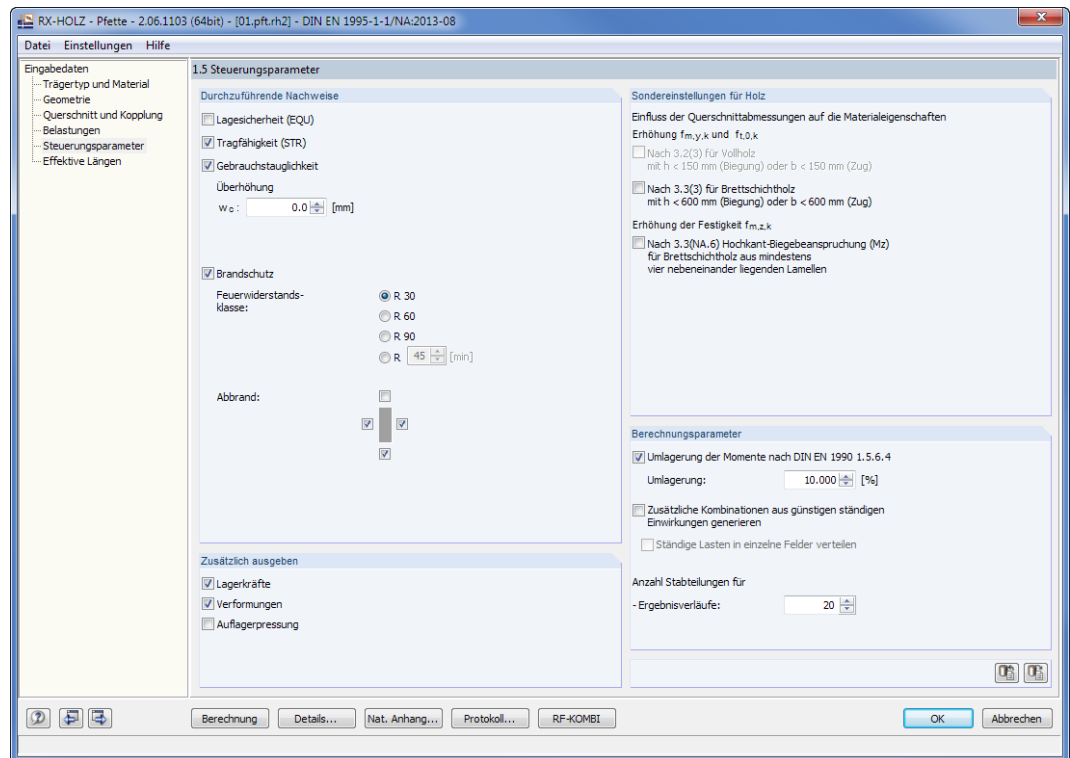 RX-HOLZ - Pfette - 2.06.1103 (64bit) - [01.pft.rh2] - DIN EN 1995-1-1/NA:2013-08
Datei Einstellungen Hilfe
Eingabedaten
Trägertyp und Material
Geometrie
Querschnitt und Kopplung
Belastungen
Steuerungsparameter
Effektive Längen
1.5 Steuerungsparameter
Durchzuführende Nachweise
Lagesicherheit (EQU)
Tragfähigkeit (STR)
Gebrauchstauglichkeit
Überhöhung
wc: 0.0 [mm]
Brandschutz
Feuerwiderstands-
klasse:
R 30
R 60
R 90
R 45 [min]
Abbrand:
Zusätzlich ausgeben
Lagerkräfte
Verformungen
Auflagerpressung
Sondereinstellungen für Holz
Einfluss der Querschnittabmessungen auf die Materialeigenschaften
Erhöhung fm,y,k und ft,0,k
Nach 3.2(3) für Vollholz
mit h < 150 mm (Biegung) oder b < 150 mm (Zug)
Nach 3.3(3) für Brettschichtholz
mit h < 600 mm (Biegung) oder b < 600 mm (Zug)
Erhöhung der Festigkeit fm,z,k
Nach 3.3(NA.6) Hochkant-Biegebeanspruchung (Mz)
für Brettschichtholz aus mindestens
vier nebeneinander liegenden Lamellen
Berechnungsparameter
Umlagerung der Momente nach DIN EN 1990 1.5.6.4
Umlagerung: 10.000 [%]
Zusätzliche Kombinationen aus günstigen ständigen
Einwirkungen generieren
Ständige Lasten in einzelne Felder verteilen
Anzahl Stabteilungen für
- Ergebnisverläufe: 20
Berechnung Details... Nat. Anhang... Protokoll... RF-KOMBI OK Abbrechen